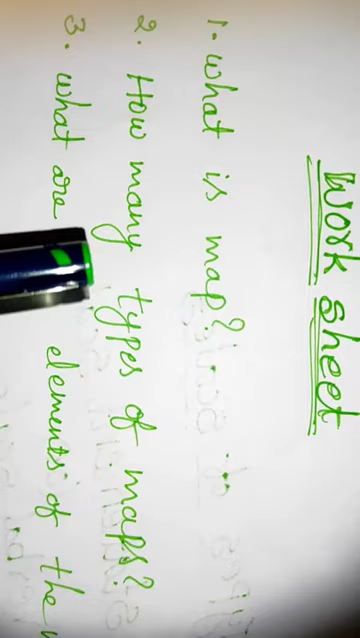 Work Sheet
1. what is map?
2. How many types of maps?
3. what are elements of the